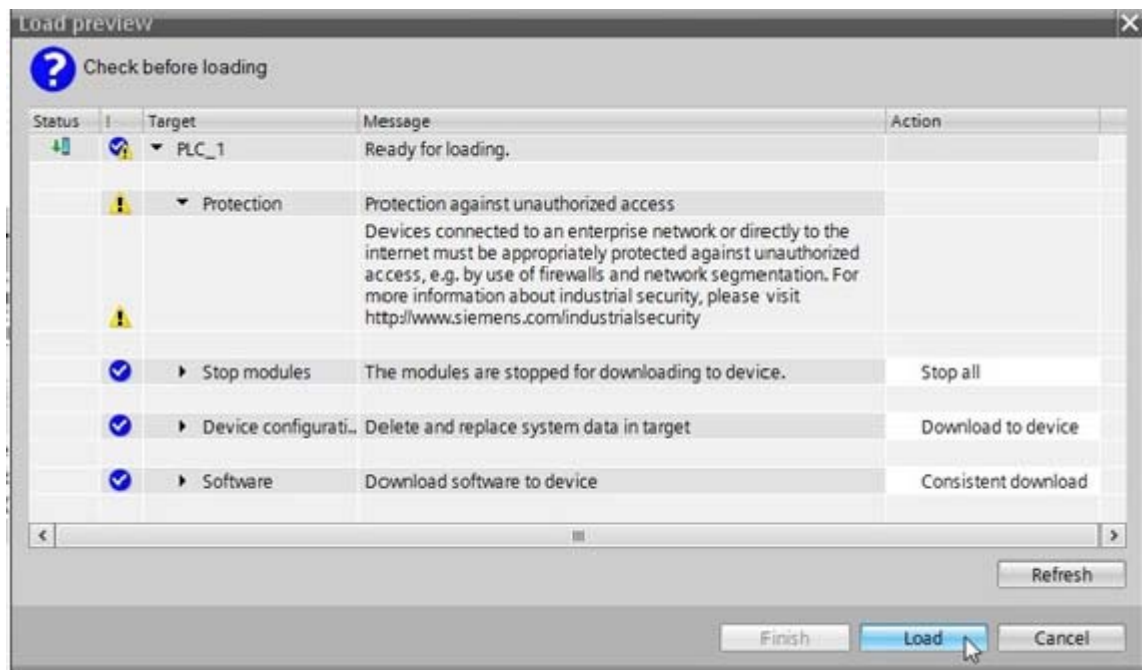 Load preview
Check before loading
Status ! Target Message Action
PLC_1 Ready for loading.
Protection Protection against unauthorized access
Devices connected to an enterprise network or directly to the
internet must be appropriately protected against unauthorized
access, e.g. by use of firewalls and network segmentation. For
more information about industrial security, please visit
http://www.siemens.com/industrialsecurity
Stop modules The modules are stopped for downloading to device. Stop all
Device configurati... Delete and replace system data in target Download to device
Software Download software to device Consistent download
Refresh
Finish Load Cancel